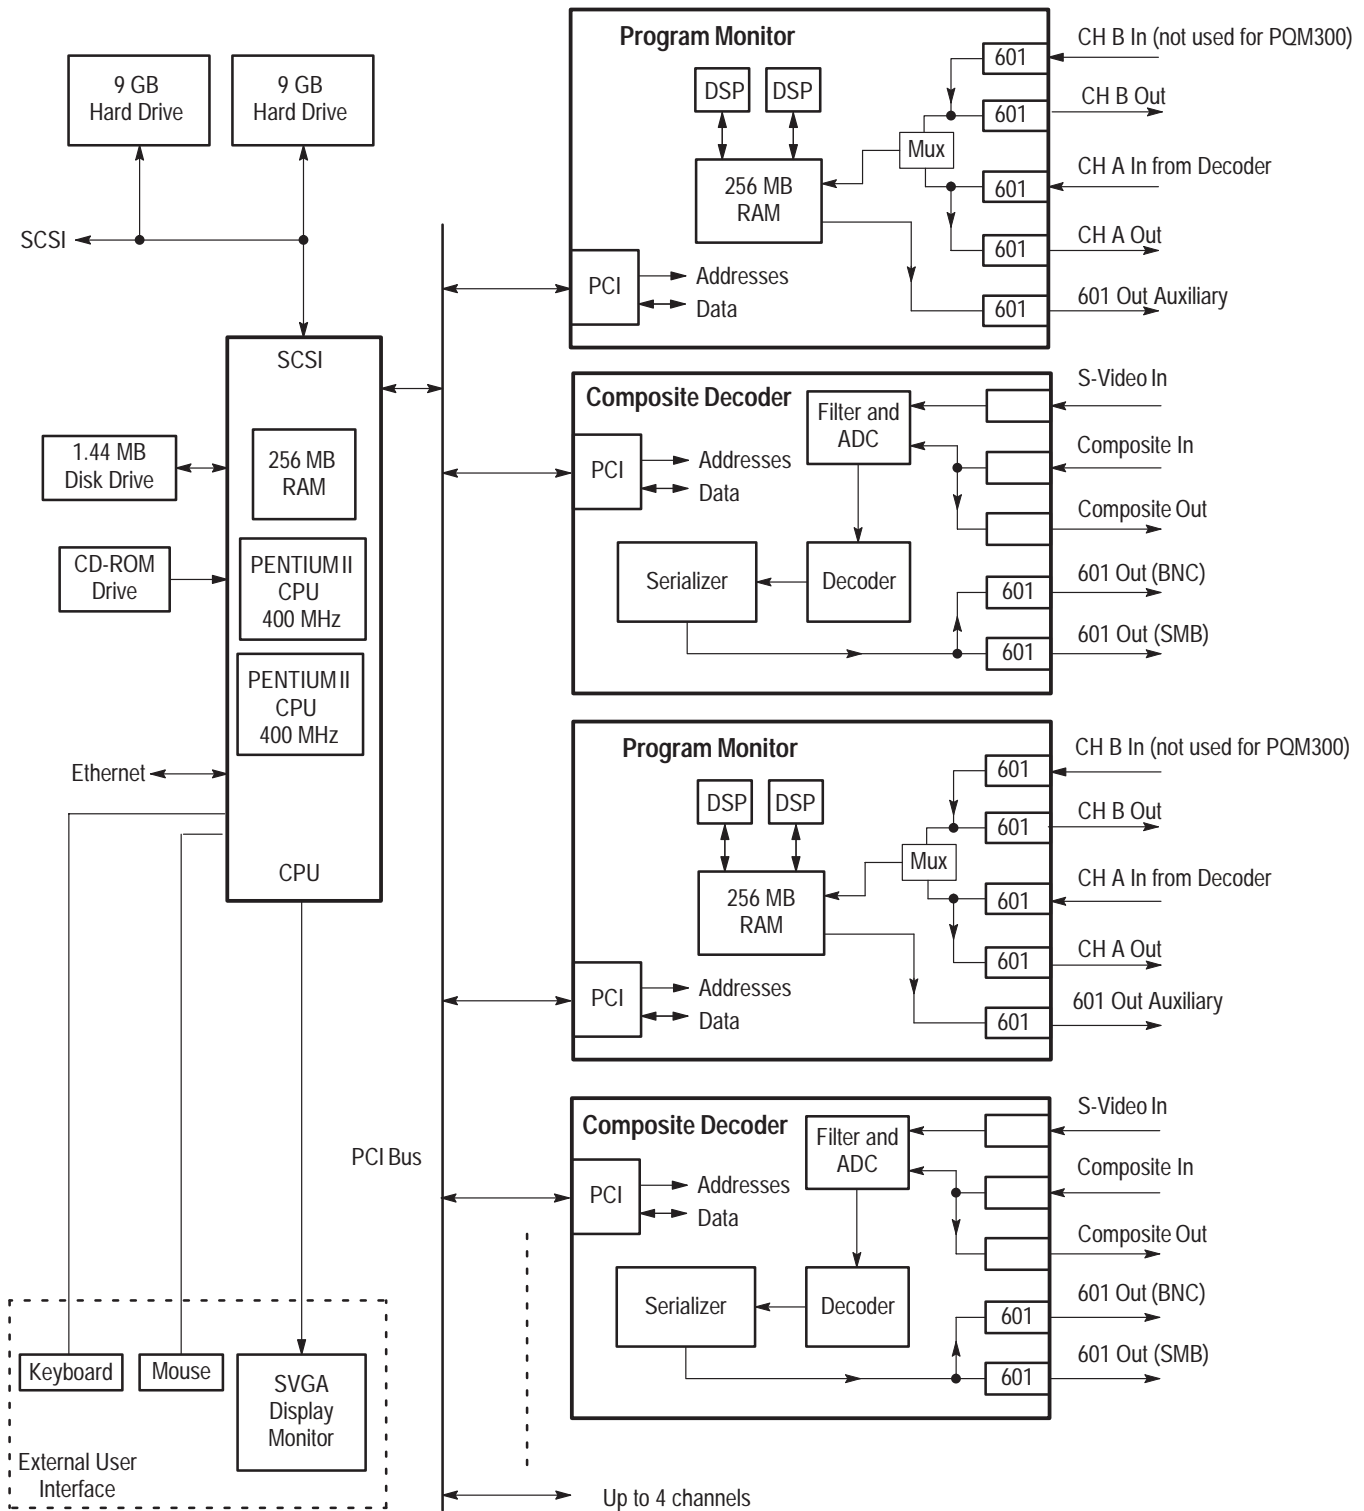 9 GB
Hard Drive
9 GB
Hard Drive
SCSI
SCSI
256 MB
RAM
PENTIUM II
CPU
400 MHz
PENTIUM II
CPU
400 MHz
CPU
1.44 MB
Disk Drive
CD-ROM
Drive
Ethernet
Keyboard
Mouse
SVGA
Display
Monitor
External User
Interface
PCI Bus
Program Monitor
DSP
DSP
256 MB
RAM
Mux
PCI
Addresses
Data
601
CH B In (not used for PQM300)
601
CH B Out
601
CH A In from Decoder
601
CH A Out
601
601 Out Auxiliary
Composite Decoder
Filter and
ADC
PCI
Addresses
Data
Serializer
Decoder
S-Video In
Composite In
Composite Out
601
601 Out (BNC)
601
601 Out (SMB)
Program Monitor
DSP
DSP
256 MB
RAM
Mux
PCI
Addresses
Data
601
CH B In (not used for PQM300)
601
CH B Out
601
CH A In from Decoder
601
CH A Out
601
601 Out Auxiliary
Composite Decoder
Filter and
ADC
PCI
Addresses
Data
Serializer
Decoder
S-Video In
Composite In
Composite Out
601
601 Out (BNC)
601
601 Out (SMB)
Up to 4 channels